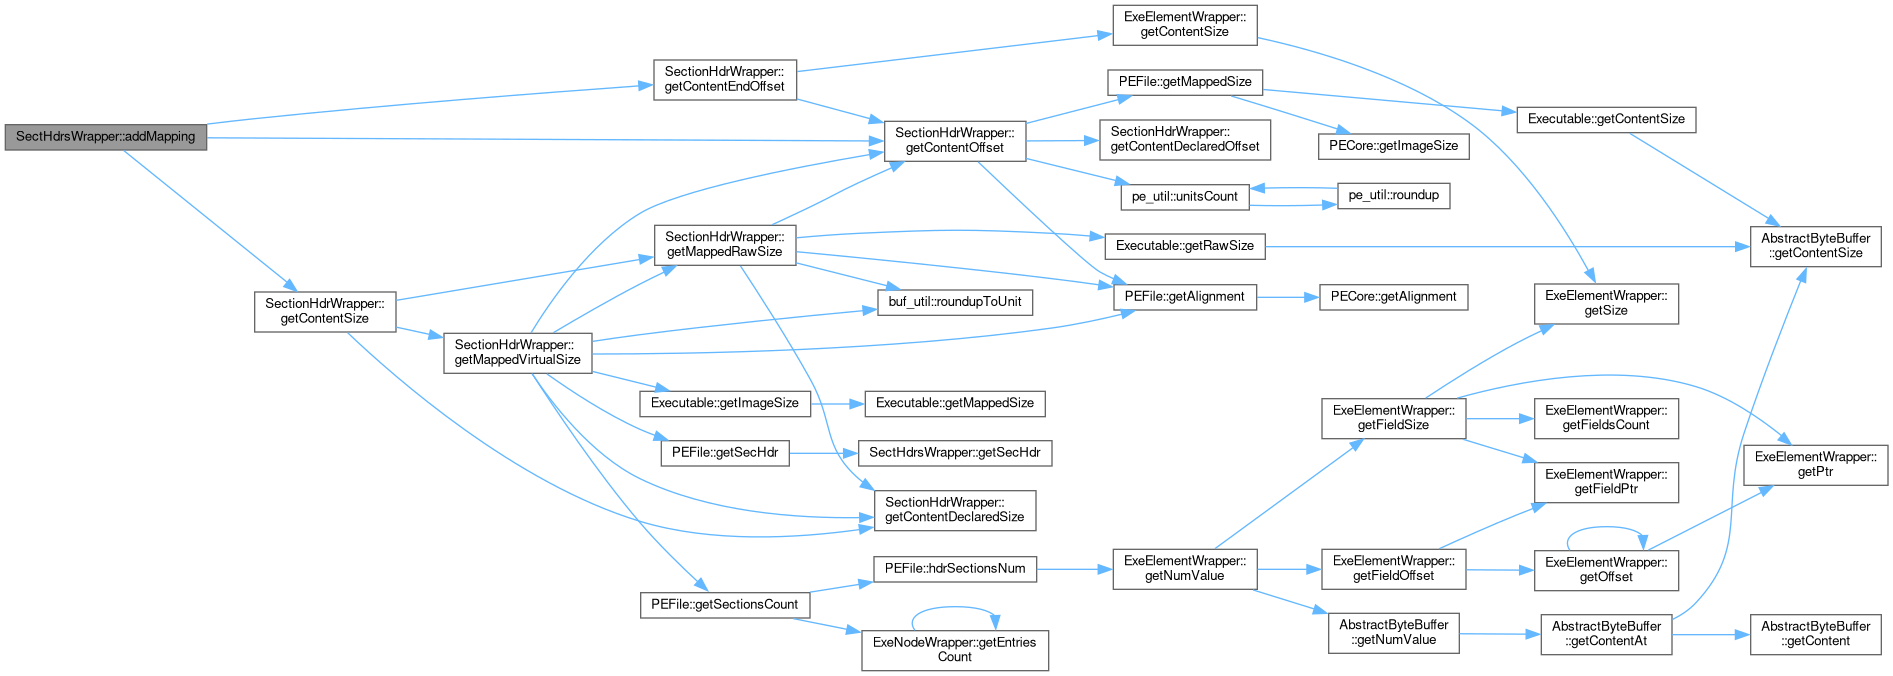 SectHdrsWrapper::addMapping
SectionHdrWrapper::
getContentEndOffset
SectionHdrWrapper::
getContentSize
SectionHdrWrapper::
getMappedRawSize
SectionHdrWrapper::
getMappedVirtualSize
Executable::getImageSize
PEFile::getSecHdr
PEFile::getSectionsCount
SectionHdrWrapper::
getContentOffset
buf_util::roundupToUnit
Executable::getMappedSize
SectHdrsWrapper::getSecHdr
SectionHdrWrapper::
getContentDeclaredSize
PEFile::hdrSectionsNum
ExeNodeWrapper::getEntries
Count
ExeElementWrapper::
getContentSize
PEFile::getMappedSize
SectionHdrWrapper::
getContentDeclaredOffset
pe_util::unitsCount
Executable::getRawSize
PEFile::getAlignment
ExeElementWrapper::
getNumValue
PECore::getImageSize
pe_util::roundup
PECore::getAlignment
ExeElementWrapper::
getFieldSize
ExeElementWrapper::
getFieldOffset
AbstractByteBuffer
::getNumValue
Executable::getContentSize
ExeElementWrapper::
getSize
ExeElementWrapper::
getFieldsCount
ExeElementWrapper::
getFieldPtr
ExeElementWrapper::
getOffset
AbstractByteBuffer
::getContentAt
AbstractByteBuffer
::getContentSize
ExeElementWrapper::
getPtr
AbstractByteBuffer
::getContent